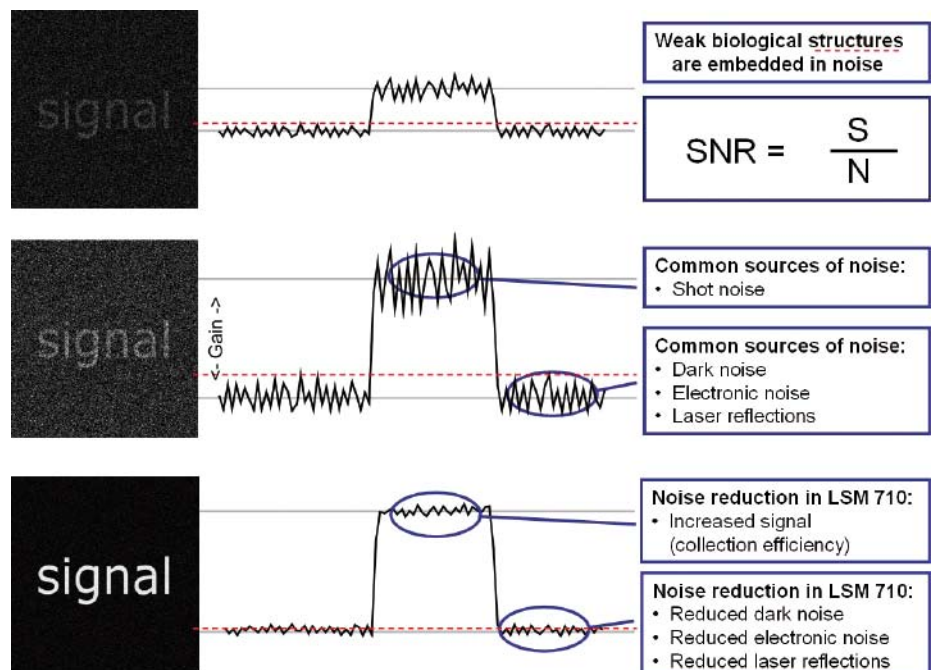 signal
Weak biological structures
are embedded in noise
SNR = S
N
signal
<- Gain ->
Common sources of noise:
• Shot noise
Common sources of noise:
• Dark noise
• Electronic noise
• Laser reflections
signal
Noise reduction in LSM 710:
• Increased signal
(collection efficiency)
Noise reduction in LSM 710:
• Reduced dark noise
• Reduced electronic noise
• Reduced laser reflections